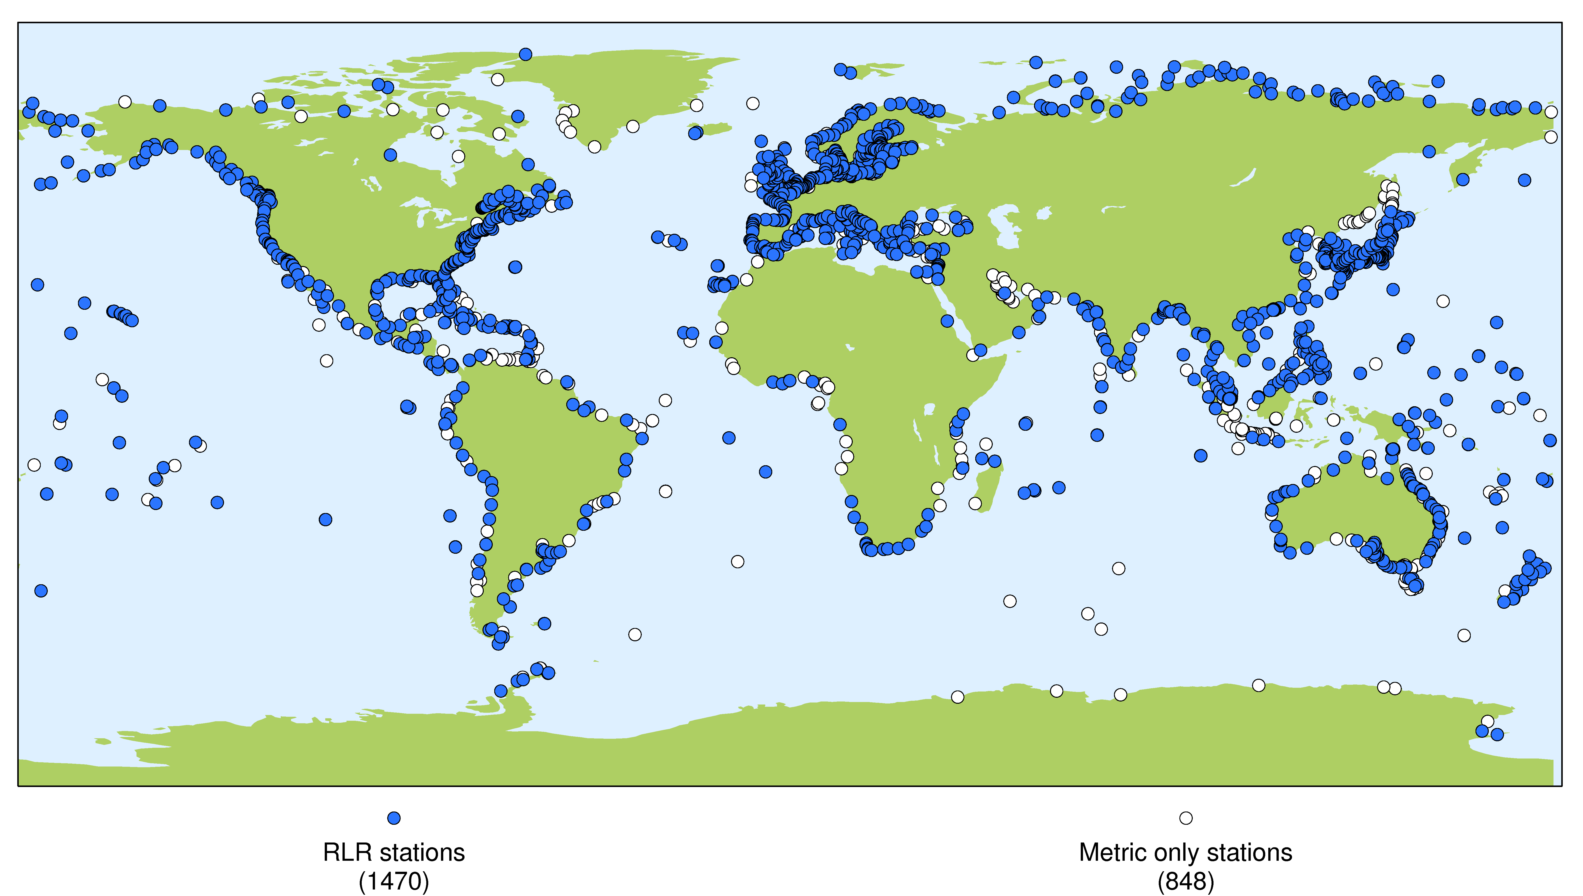 RLR stations
(1470)
Metric only stations
(848)